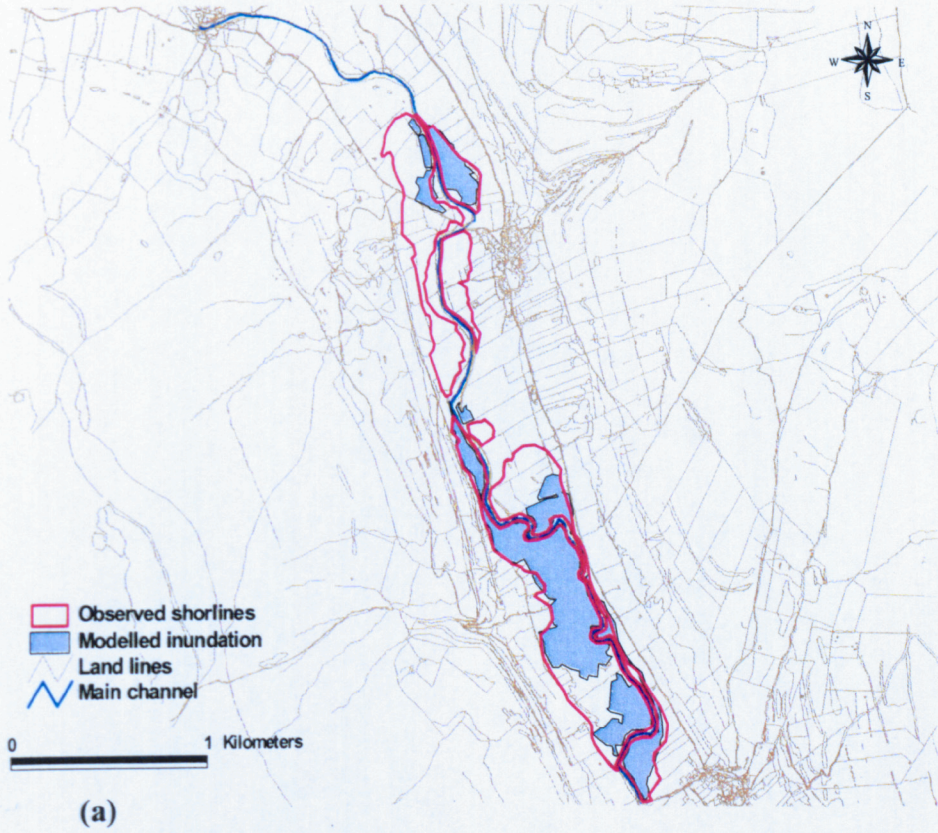 N
W E
S
Observed shorlines
Modelled inundation
Land lines
Main channel
0 1 Kilometers
(a)